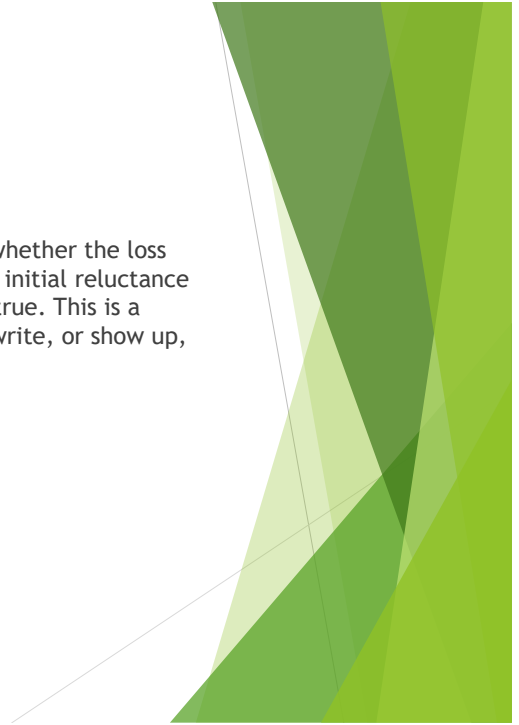 whether the loss
initial reluctance
true. This is a
write, or show up,